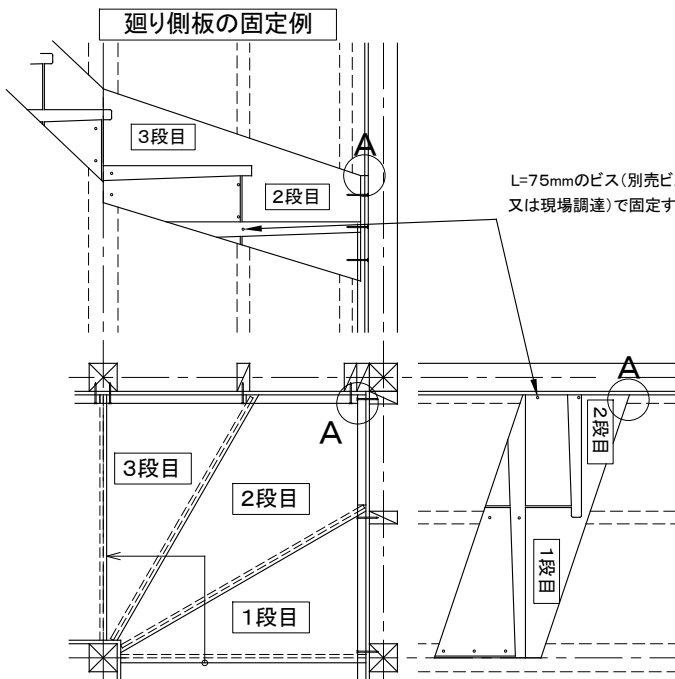 廻り側板の固定例
3段目
A
2段目
L=75mmのビス(別売ビ
又は現場調達)で固定す
A
A
2段目
3段目
2段目
1段目
1段目